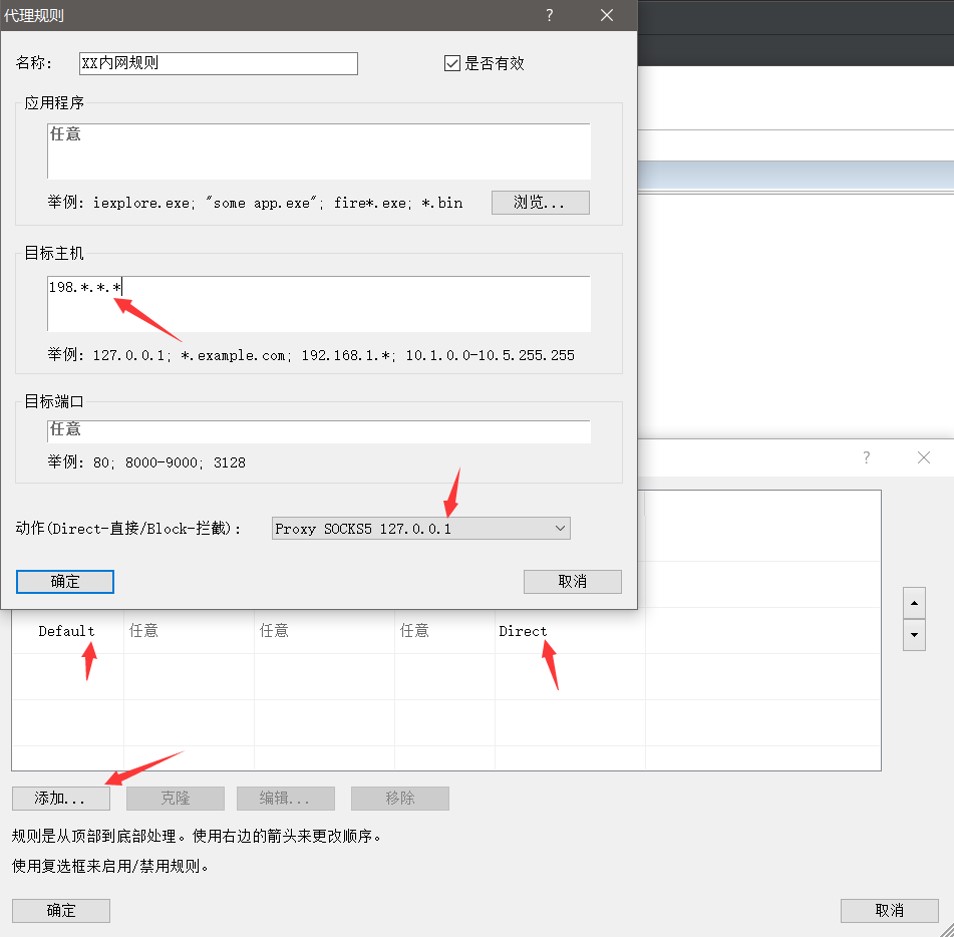 代理规则
名称:
XX内网规则
是否有效
应用程序
任意
举例: iexplore.exe; "some app.exe"; fire*.exe; *.bin
浏览...
目标主机
198.*.*.*
举例: 127.0.0.1; *.example.com; 192.168.1.*; 10.1.0.0-10.5.255.255
目标端口
任意
举例: 80; 8000-9000; 3128
动作(Direct-直接/Block-拦截):
Proxy SOCKS5 127.0.0.1
确定
取消
Default 任意 任意 任意 Direct
添加... 克隆 编辑... 移除
规则是从顶部到底部处理。使用右边的箭头来更改顺序。
使用复选框来启用/禁用规则。
确定
取消